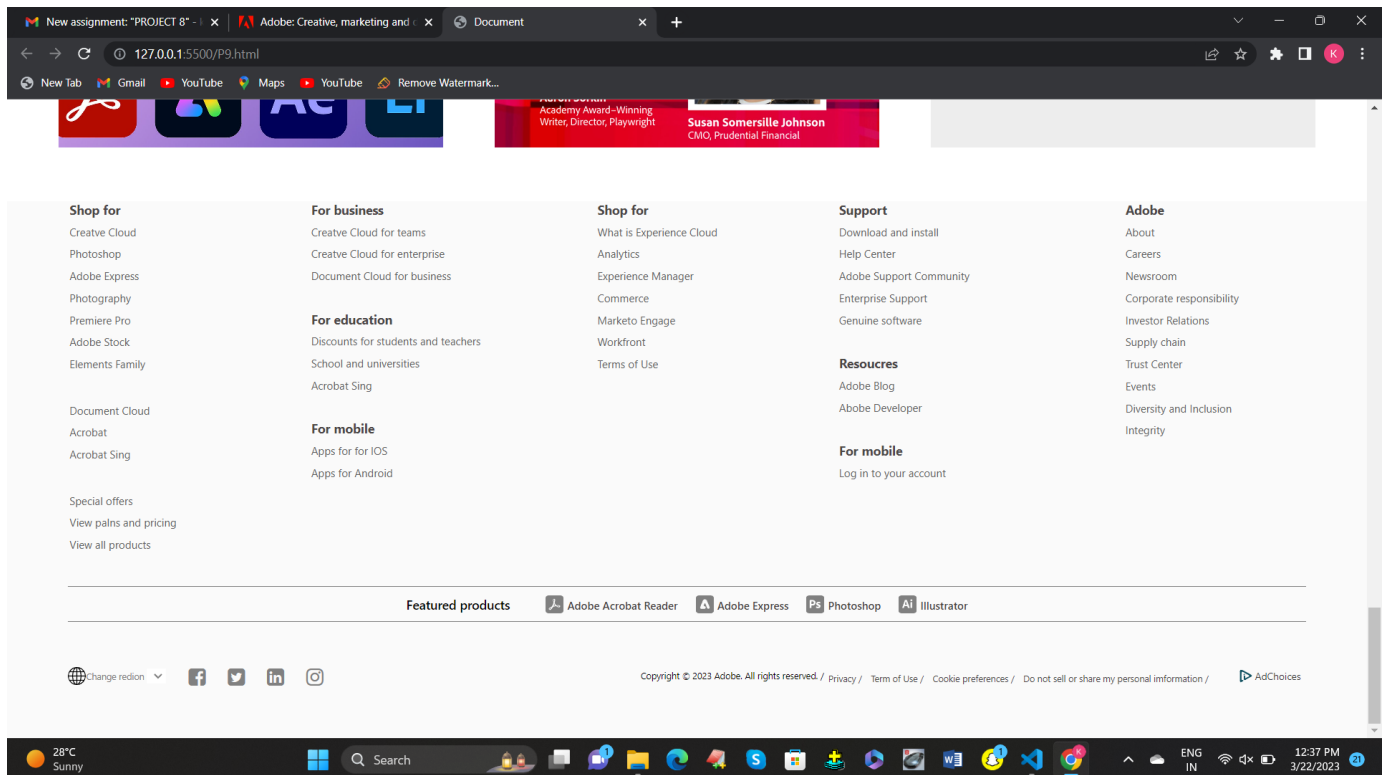 New assignment: "PROJECT 8" -
Adobe: Creative, marketing and
Document
127.0.0.1:5500/P9.html
K
New Tab
Gmail
YouTube
Maps
YouTube
Remove Watermark...
Ae
Aaron Sorkin
Academy Award–Winning
Writer, Director, Playwright
Susan Somersille Johnson
CMO, Prudential Financial
Shop for
Creatve Cloud
Photoshop
Adobe Express
Photography
Premiere Pro
Adobe Stock
Elements Family
Document Cloud
Acrobat
Acrobat Sing
Special offers
View palns and pricing
View all products
For business
Creatve Cloud for teams
Creatve Cloud for enterprise
Document Cloud for business
For education
Discounts for students and teachers
School and universities
Acrobat Sing
For mobile
Apps for for IOS
Apps for Android
Shop for
What is Experience Cloud
Analytics
Experience Manager
Commerce
Marketo Engage
Workfront
Terms of Use
Support
Download and install
Help Center
Adobe Support Community
Enterprise Support
Genuine software
Resoucres
Adobe Blog
Abobe Developer
For mobile
Log in to your account
Adobe
About
Careers
Newsroom
Corporate responsibility
Investor Relations
Supply chain
Trust Center
Events
Diversity and Inclusion
Integrity
Featured products
Adobe Acrobat Reader
Adobe Express
Ps Photoshop
Ai Illustrator
Change redion
Copyright © 2023 Adobe. All rights reserved. / Privacy / Term of Use / Cookie preferences / Do not sell or share my personal imformation /
AdChoices
28°C
Sunny
Search
1
1
K
ENG
IN
12:37 PM
3/22/2023
21